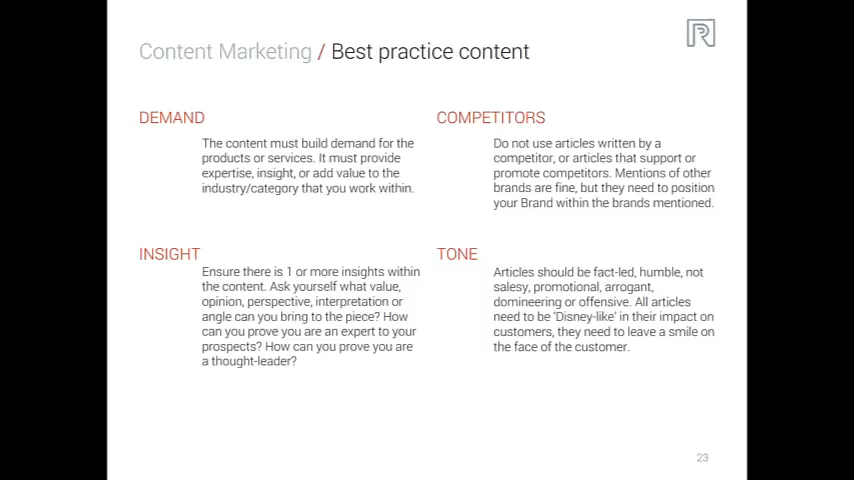 Content Marketing / Best practice content
DEMAND
The content must build demand for the
products or services. It must provide
expertise, insight, or add value to the
industry/category that you work within.
COMPETITORS
Do not use articles written by a
competitor, or articles that support or
promote competitors. Mentions of other
brands are fine, but they need to position
your Brand within the brands mentioned.
INSIGHT
Ensure there is 1 or more insights within
the content. Ask yourself what value,
opinion, perspective, interpretation or
angle can you bring to the piece? How
can you prove you are an expert to your
prospects? How can you prove you are
a thought-leader?
TONE
Articles should be fact-led, humble, not
salesy, promotional, arrogant,
domineering or offensive. All articles
need to be ‘Disney-like’ in their impact on
customers, they need to leave a smile on
the face of the customer.
23